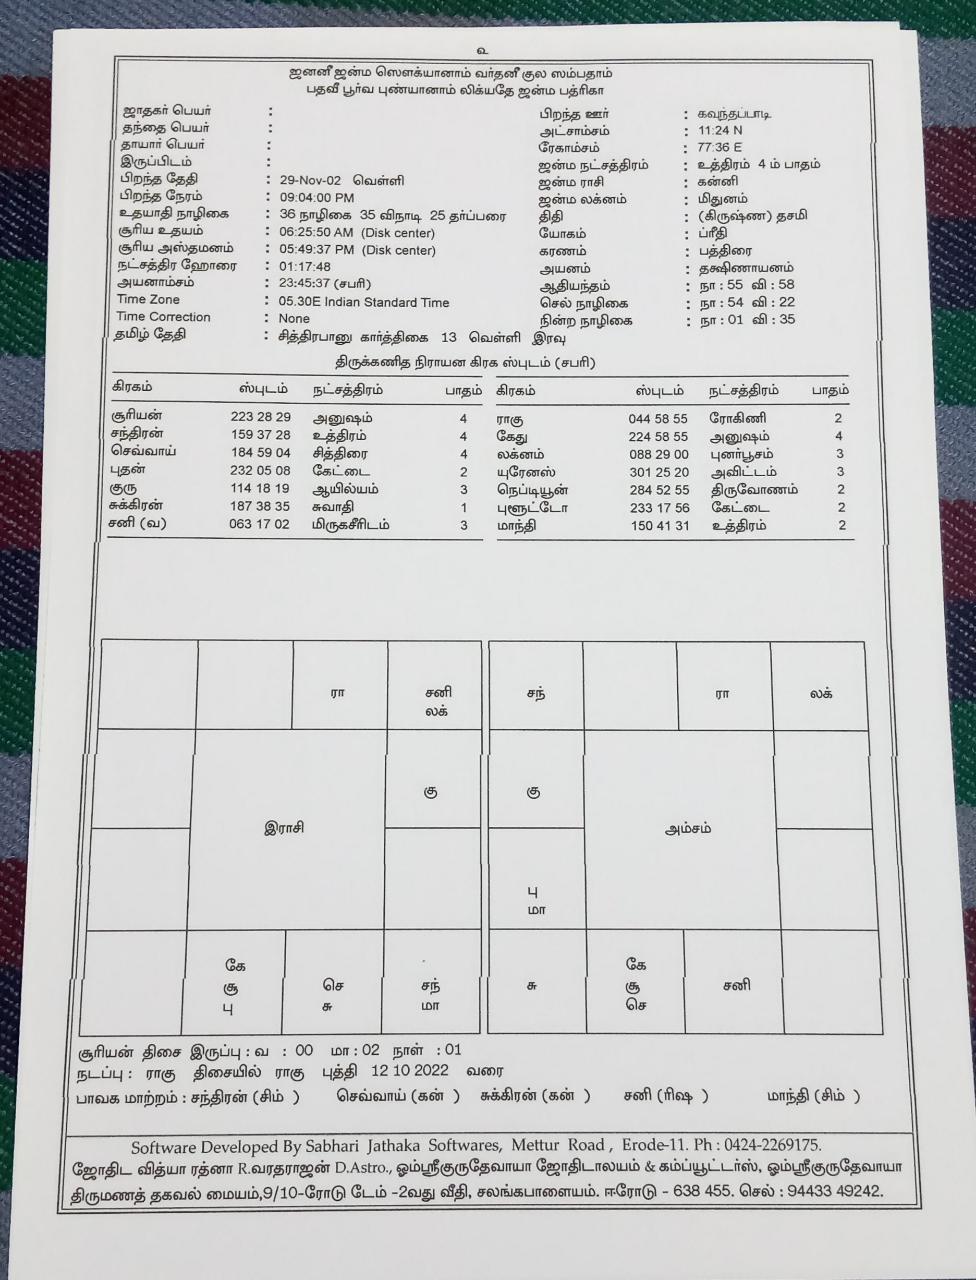 உ
ஜனனீ ஜன்ம ஸௌக்யானாம் வர்தனீ குல ஸம்பதாம்
பதவீ பூர்வ புண்யானாம் லிக்யதே ஜன்ம பத்ரிகா
ஜாதகர் பெயர் :
தந்தை பெயர் :
தாயார் பெயர் :
இருப்பிடம் :
பிறந்த தேதி : 29-Nov-02 வெள்ளி
பிறந்த நேரம் : 09:04:00 PM
உதயாதி நாழிகை : 36 நாழிகை 35 விநாடி 25 தர்ப்பரை
சூரிய உதயம் : 06:25:50 AM (Disk center)
சூரிய அஸ்தமனம் : 05:49:37 PM (Disk center)
நட்சத்திர ஹோரை : 01:17:48
அயனாம்சம் : 23:45:37 (சபரி)
Time Zone : 05.30E Indian Standard Time
Time Correction : None
தமிழ் தேதி : சித்திரபானு கார்த்திகை 13 வெள்ளி இரவு
பிறந்த ஊர் : கவுந்தப்பாடி
அட்சாம்சம் : 11:24 N
ரேகாம்சம் : 77:36 E
ஜன்ம நட்சத்திரம் : உத்திரம் 4 ம் பாதம்
ஜன்ம ராசி : கன்னி
ஜன்ம லக்னம் : மிதுனம்
திதி : (கிருஷ்ண) தசமி
யோகம் : ப்ரீதி
கரணம் : பத்திரை
அயனம் : தக்ஷிணாயனம்
ஆதியந்தம் : நா : 55 வி : 58
செல் நாழிகை : நா : 54 வி : 22
நின்ற நாழிகை : நா : 01 வி : 35
திருக்கணித நிராயன கிரக ஸ்புடம் (சபரி)
கிரகம் ஸ்புடம் நட்சத்திரம் பாதம் கிரகம் ஸ்புடம் நட்சத்திரம் பாதம்
சூரியன் 223 28 29 அனுஷம் 4 ராகு 044 58 55 ரோகிணி 2
சந்திரன் 159 37 28 உத்திரம் 4 கேது 224 58 55 அனுஷம் 4
செவ்வாய் 184 59 04 சித்திரை 4 லக்னம் 088 29 00 புனர்பூசம் 3
புதன் 232 05 08 கேட்டை 2 யுரேனஸ் 301 25 20 அவிட்டம் 3
குரு 114 18 19 ஆயில்யம் 3 நெப்டியூன் 284 52 55 திருவோணம் 2
சுக்கிரன் 187 38 35 சுவாதி 1 புளூட்டோ 233 17 56 கேட்டை 2
சனி (வ) 063 17 02 மிருகசீரிடம் 3 மாந்தி 150 41 31 உத்திரம் 2
ரா சனி சந் ரா லக்
லக்
கு கு
இராசி அம்சம்
பு
மா
கே செ சந் சு கே சனி
சூ சு மா சூ
பு செ
சூரியன் திசை இருப்பு : வ : 00 மா : 02 நாள் : 01
நடப்பு : ராகு திசையில் ராகு புத்தி 12 10 2022 வரை
பாவக மாற்றம் : சந்திரன் (சிம் ) செவ்வாய் (கன் ) சுக்கிரன் (கன் ) சனி (ரிஷ ) மாந்தி (சிம் )
Software Developed By Sabhari Jathaka Softwares, Mettur Road , Erode-11. Ph : 0424-2269175.
ஜோதிட வித்யா ரத்னா R.வரதராஜன் D.Astro., ஓம்ஸ்ரீகுருதேவாயா ஜோதிடாலயம் & கம்ப்யூட்டர்ஸ், ஓம்ஸ்ரீகுருதேவாயா
திருமணத் தகவல் மையம்,9/10-ரோடு டேம் -2வது வீதி, சலங்கபாளையம். ஈரோடு - 638 455. செல் : 94433 49242.